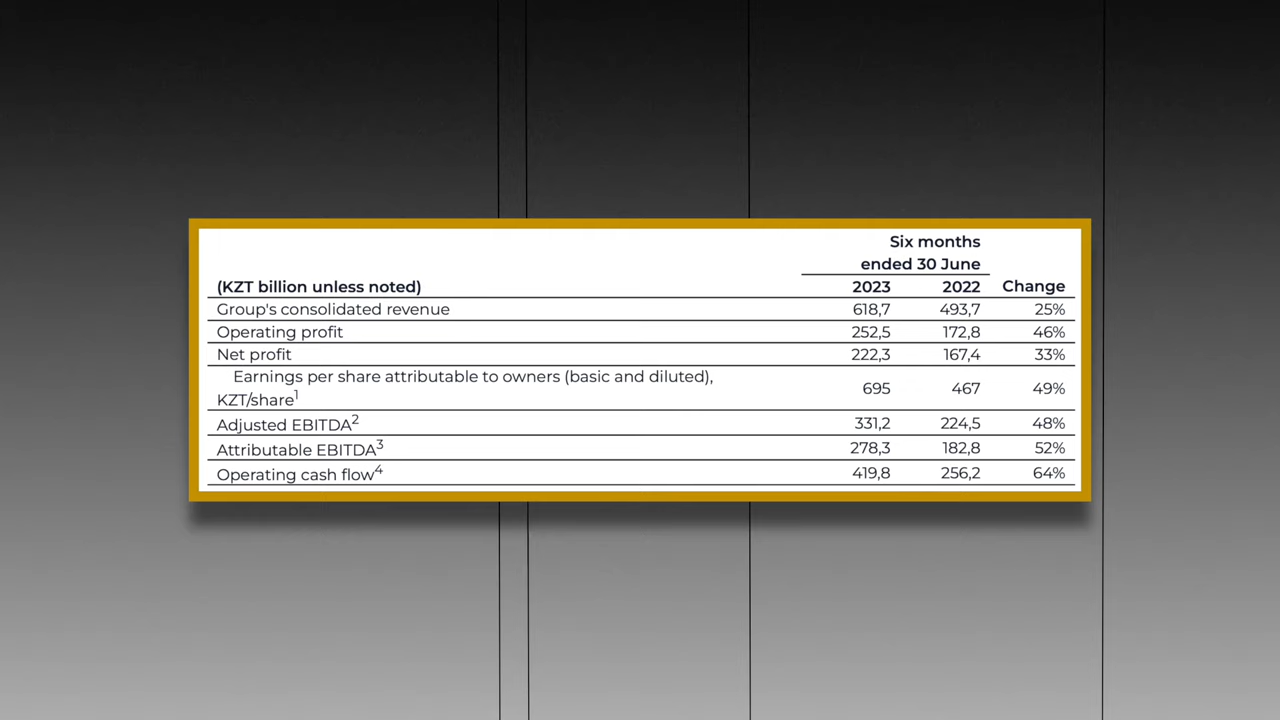 Six months
ended 30 June
(KZT billion unless noted) 2023 2022 Change
Group's consolidated revenue 618,7 493,7 25%
Operating profit 252,5 172,8 46%
Net profit 222,3 167,4 33%
Earnings per share attributable to owners (basic and diluted),
KZT/share1 695 467 49%
Adjusted EBITDA2 331,2 224,5 48%
Attributable EBITDA3 278,3 182,8 52%
Operating cash flow4 419,8 256,2 64%